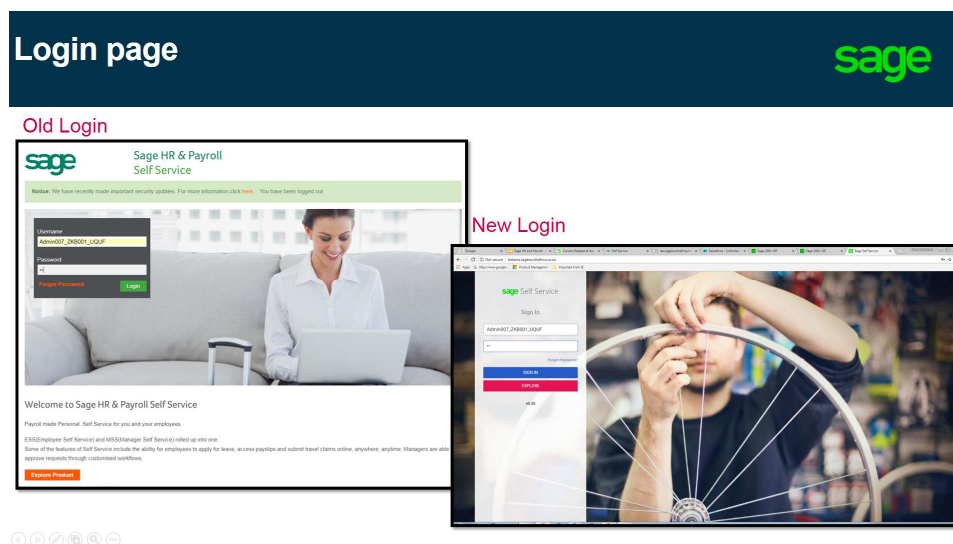 Login page
sage
Old Login
sage
Sage HR & Payroll
Self Service
Notice: We have recently made important security updates. For more information click here. You have been logged out.
Username
Admin007_ZKB001_UQUF
Password
Forgot Password
Login
Welcome to Sage HR & Payroll Self Service
Payroll made Personal. Self Service for you and your employees.
ESS(Employee Self Service) and MSS(Manager Self Service) rolled up into one.
Some of the features of Self Service include the ability for employees to apply for leave, access payslips and submit travel claims online, anywhere, anytime. Managers are able
approve requests through customised workflows.
Explore Product
New Login
sage Self Service
Sign In
Admin007_ZKB001_UQUF
Forgot Password?
SIGN IN
EXPLORE